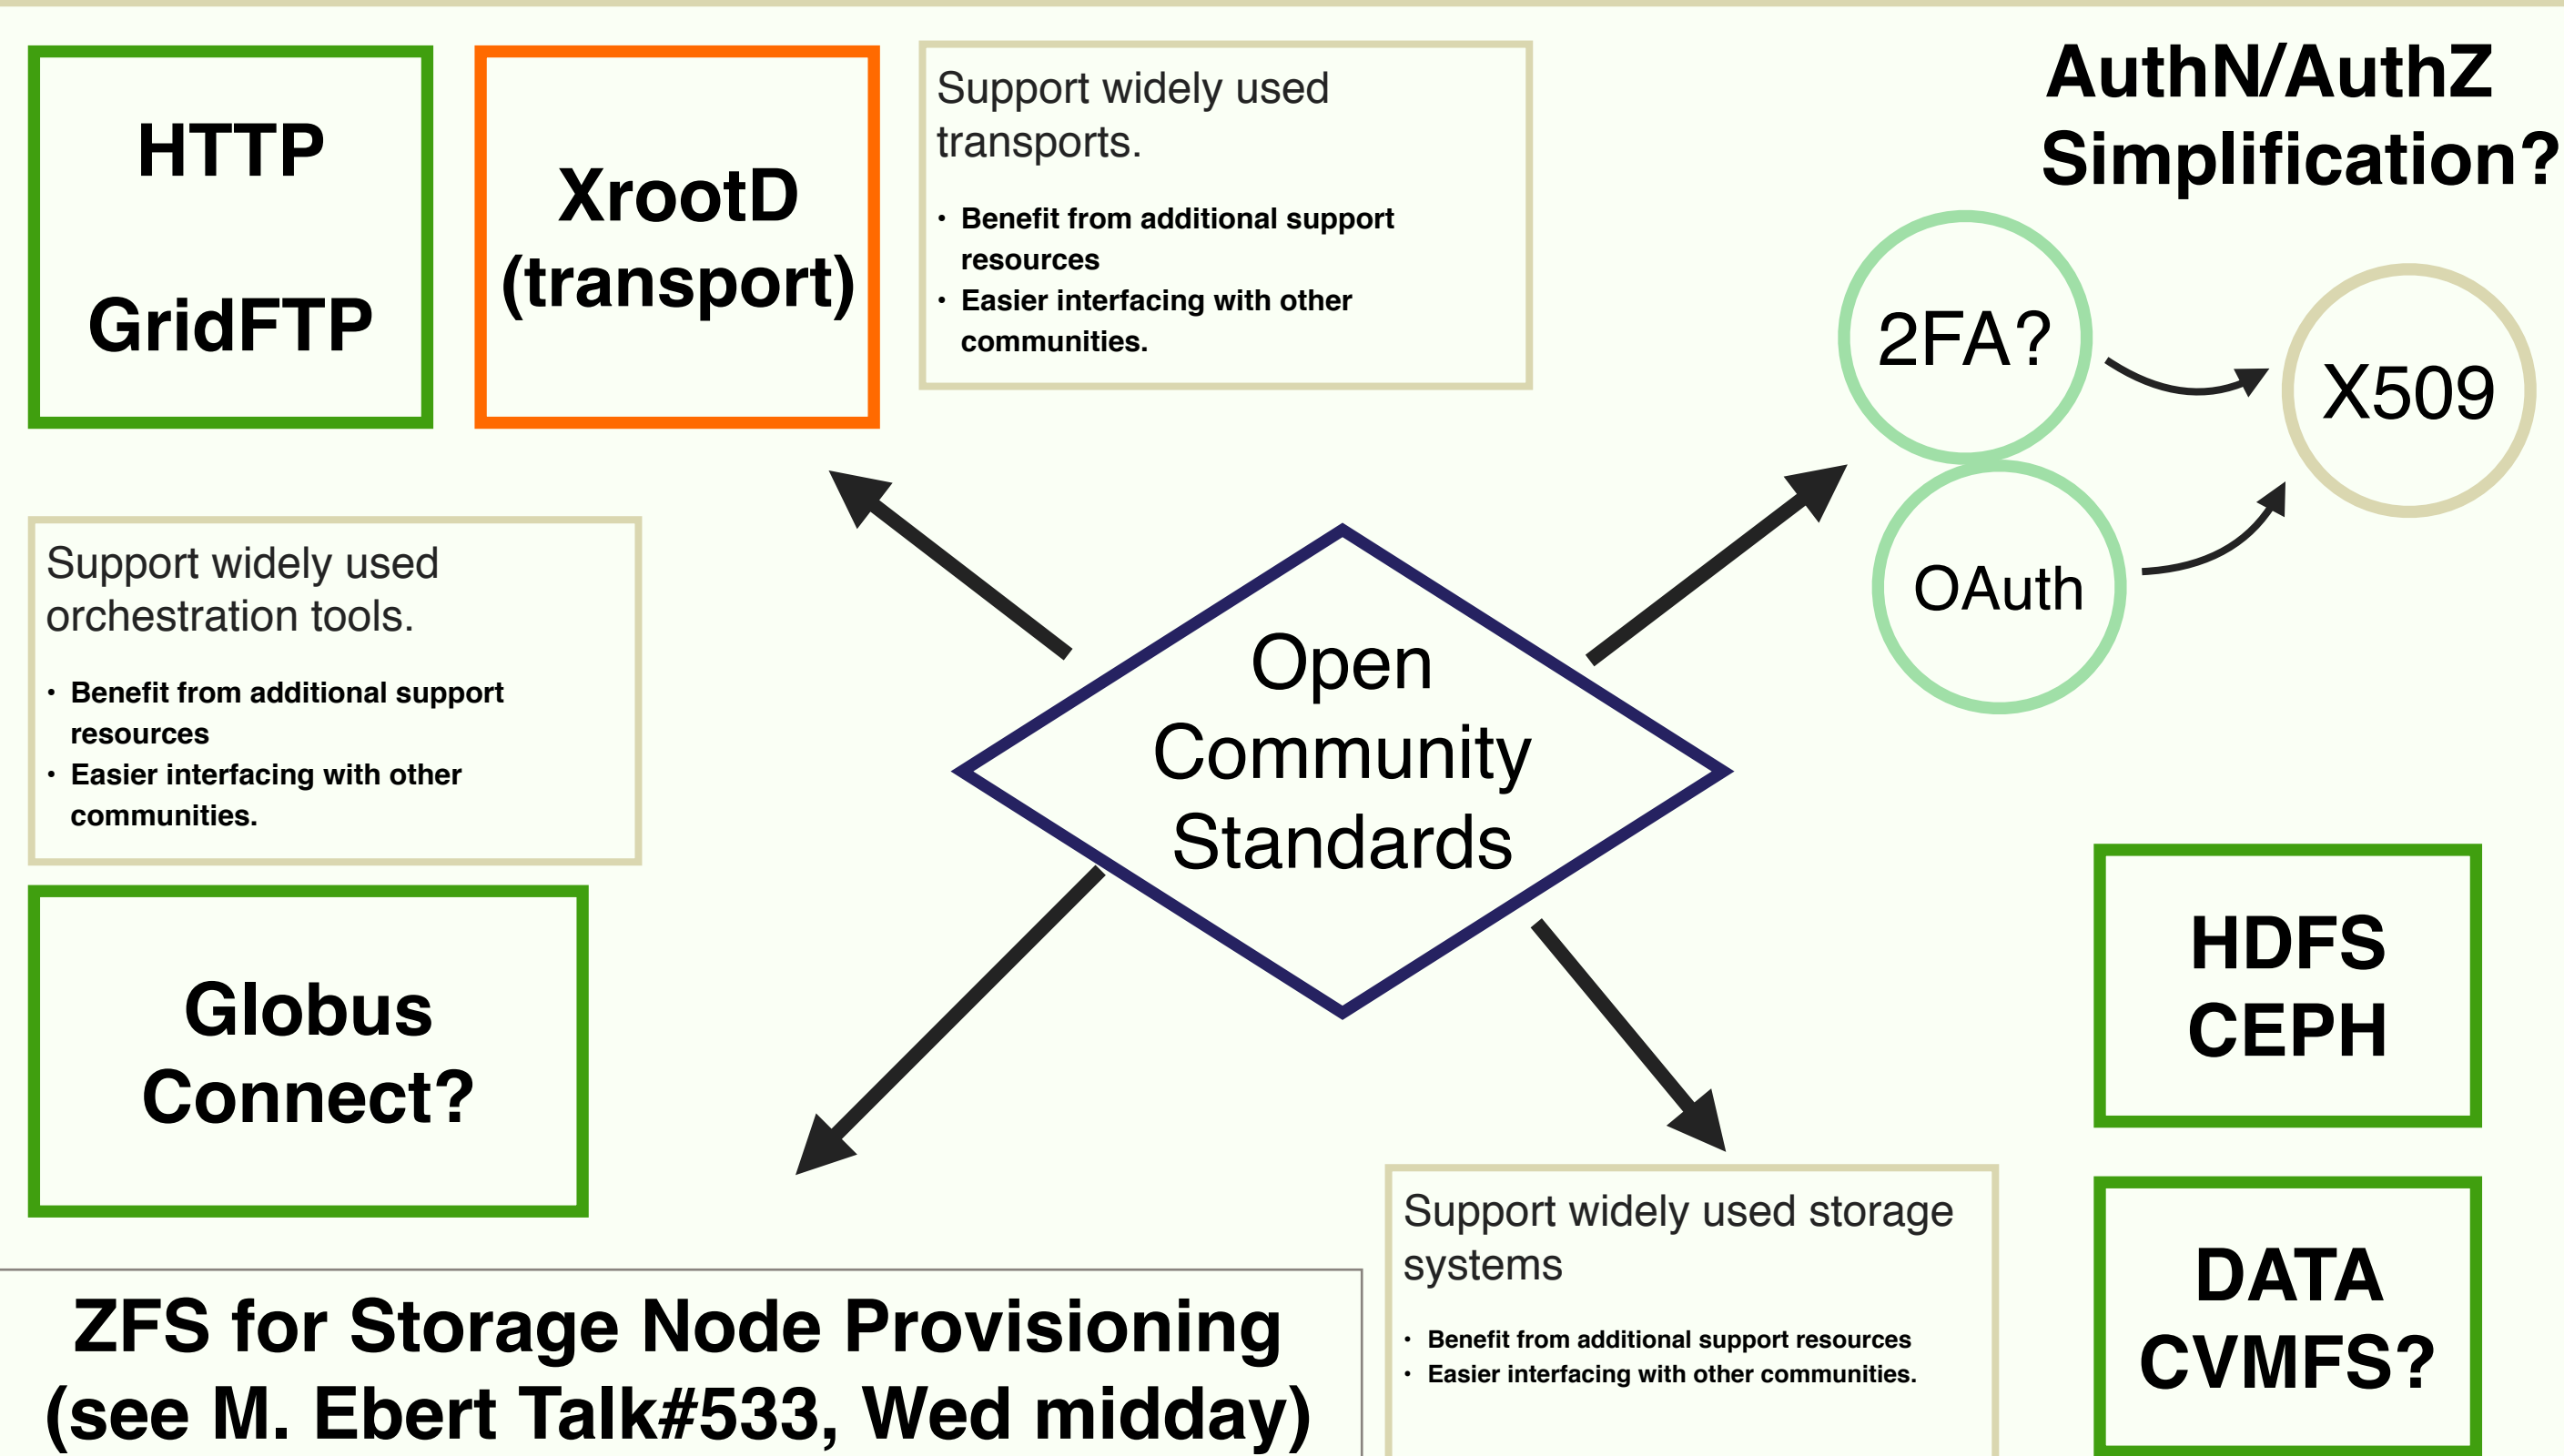 HTTP
GridFTP
XrootD
(transport)
Support widely used
transports.
• Benefit from additional support
resources
• Easier interfacing with other
communities.
AuthN/AuthZ
Simplification?
2FA?
X509
OAuth
Support widely used
orchestration tools.
• Benefit from additional support
resources
• Easier interfacing with other
communities.
Open
Community
Standards
Globus
Connect?
HDFS
CEPH
DATA
CVMFS?
Support widely used storage
systems
• Benefit from additional support resources
• Easier interfacing with other communities.
ZFS for Storage Node Provisioning
(see M. Ebert Talk#533, Wed midday)